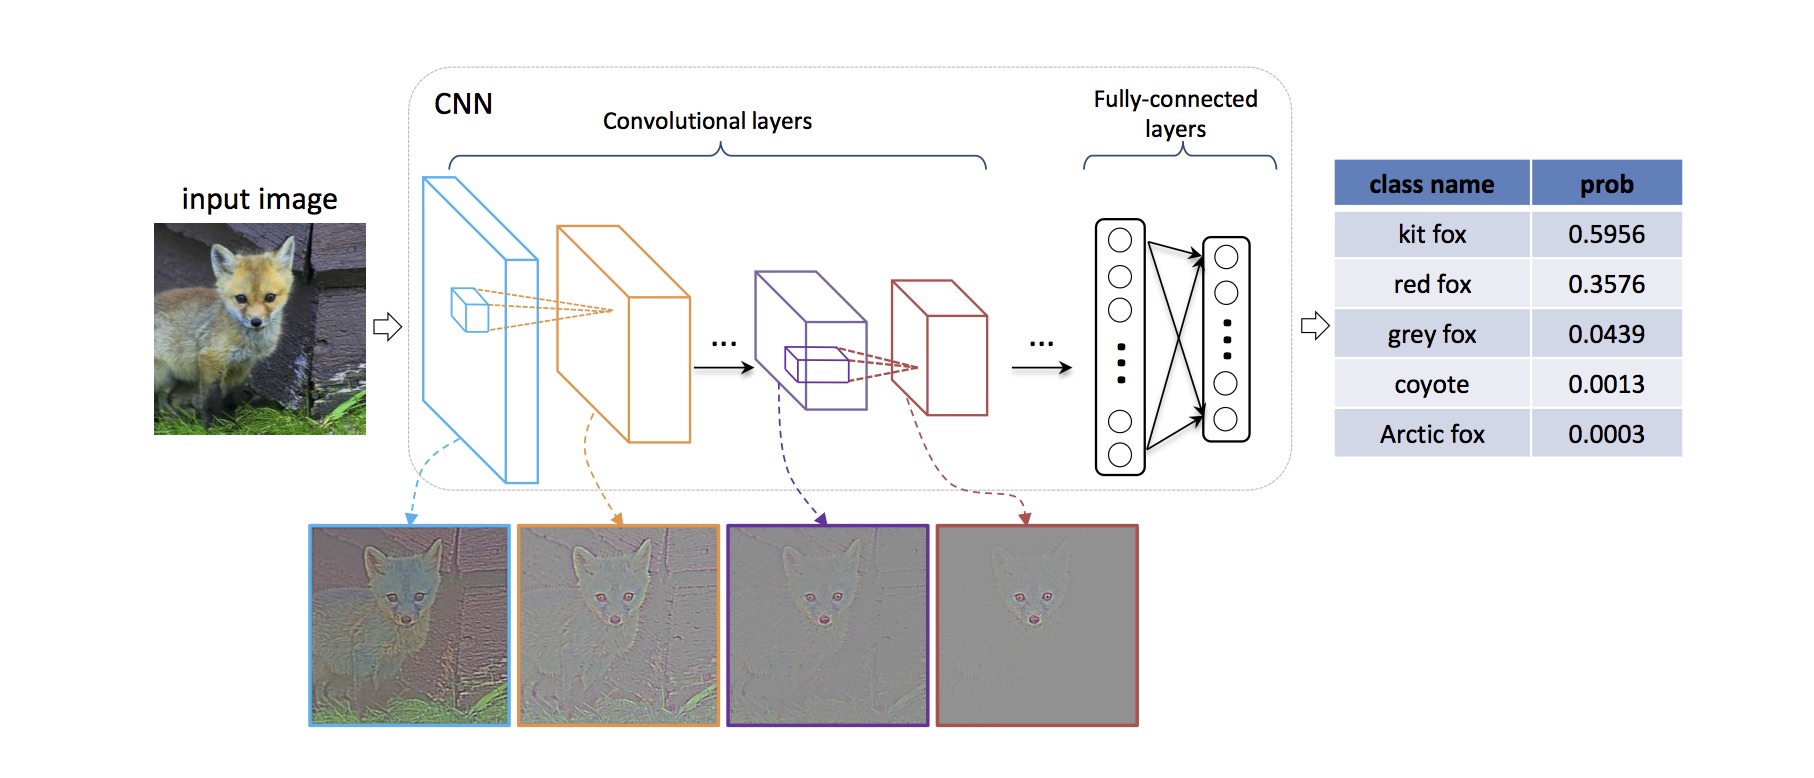 CNN
Convolutional layers
Fully-connected
layers
input image
...
...
class name prob
kit fox 0.5956
red fox 0.3576
grey fox 0.0439
coyote 0.0013
Arctic fox 0.0003